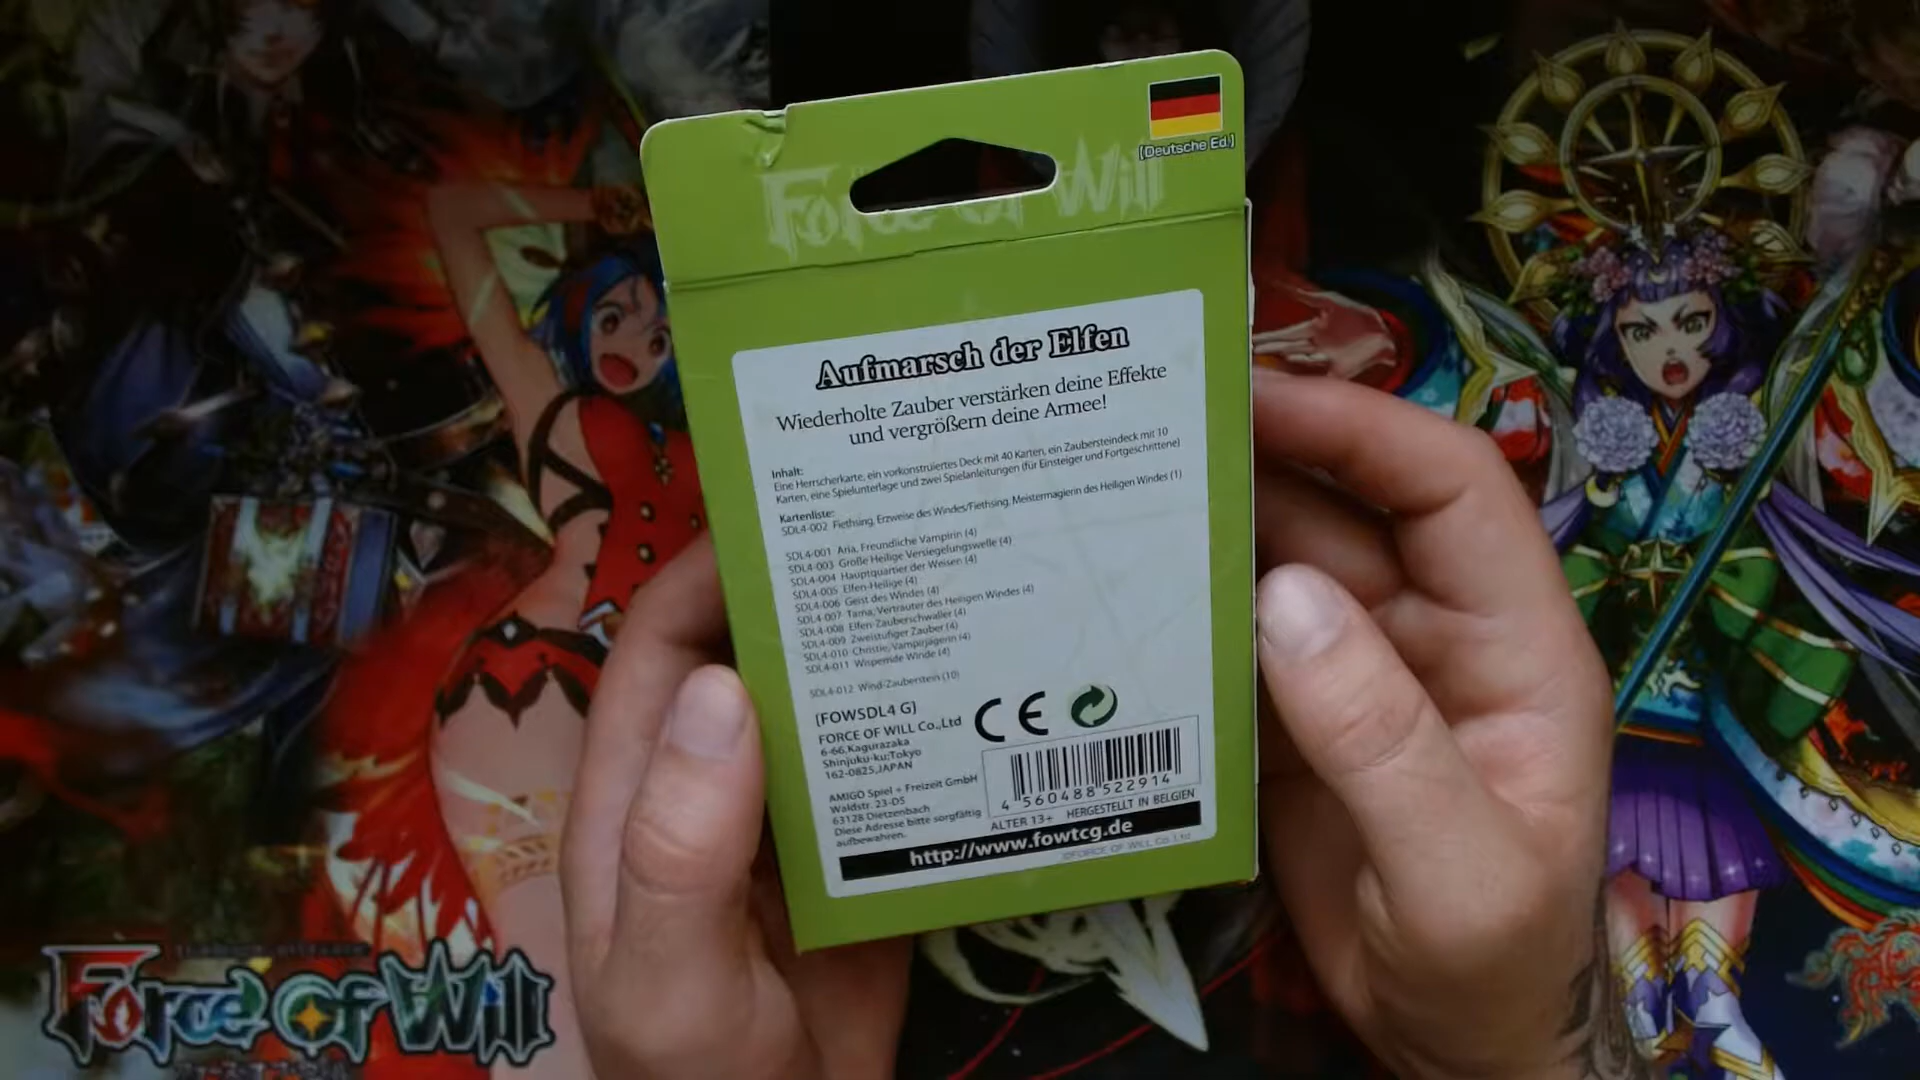 [Deutsche Ed.]
Force of Will
Aufmarsch der Elfen
Wiederholte Zauber verstärken deine Effekte
und vergrößern deine Armee!
Inhalt:
Eine Herrscherkarte, ein vorkonstruiertes Deck mit 40 Karten, ein Zaubersteindeck mit 10
Karten, eine Spielunterlage und zwei Spielanleitungen (für Einsteiger und Fortgeschrittene)
Kartenliste:
SDL4-002 Fiethsing, Erzweise des Windes/Fiethsing, Meistermagierin des Heiligen Windes (1)
SDL4-001 Aria, Freundliche Vampirin (4)
SDL4-003 Große Heilige Versiegelungswelle (4)
SDL4-004 Hauptquartier der Weisen (4)
SDL4-005 Elfen-Heilige (4)
SDL4-006 Geist des Windes (4)
SDL4-007 Tama, Vertrauter des Heiligen Windes (4)
SDL4-008 Elfen-Zauberschwaller (4)
SDL4-009 Zweistufiger Zauber (4)
SDL4-010 Christie, Vampirjägerin (4)
SDL4-011 Wispernde Winde (4)
SDL4-012 Wind-Zauberstein (10)
[FOWSDL4 G]
FORCE OF WILL Co.,Ltd
6-66,Kagurazaka
Shinjuku-ku,Tokyo
162-0825,JAPAN
CE
AMIGO Spiel + Freizeit GmbH
Waldstr. 23-D5
63128 Dietzenbach
Diese Adresse bitte sorgfältig
aufbewahren.
4 560488 522914
ALTER 13+ HERGESTELLT IN BELGIEN
http://www.fowtcg.de
©FORCE OF WILL Co.,Ltd.
Force of Will